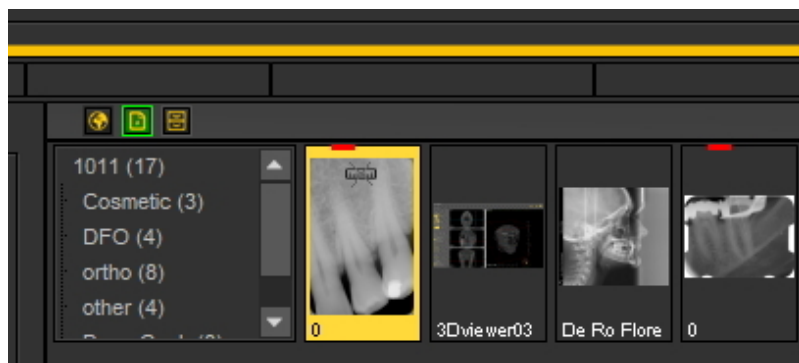 1011 (17)
Cosmetic (3)
DFO (4)
ortho (8)
other (4)
0
3Dviewer03
De Ro Flore
0